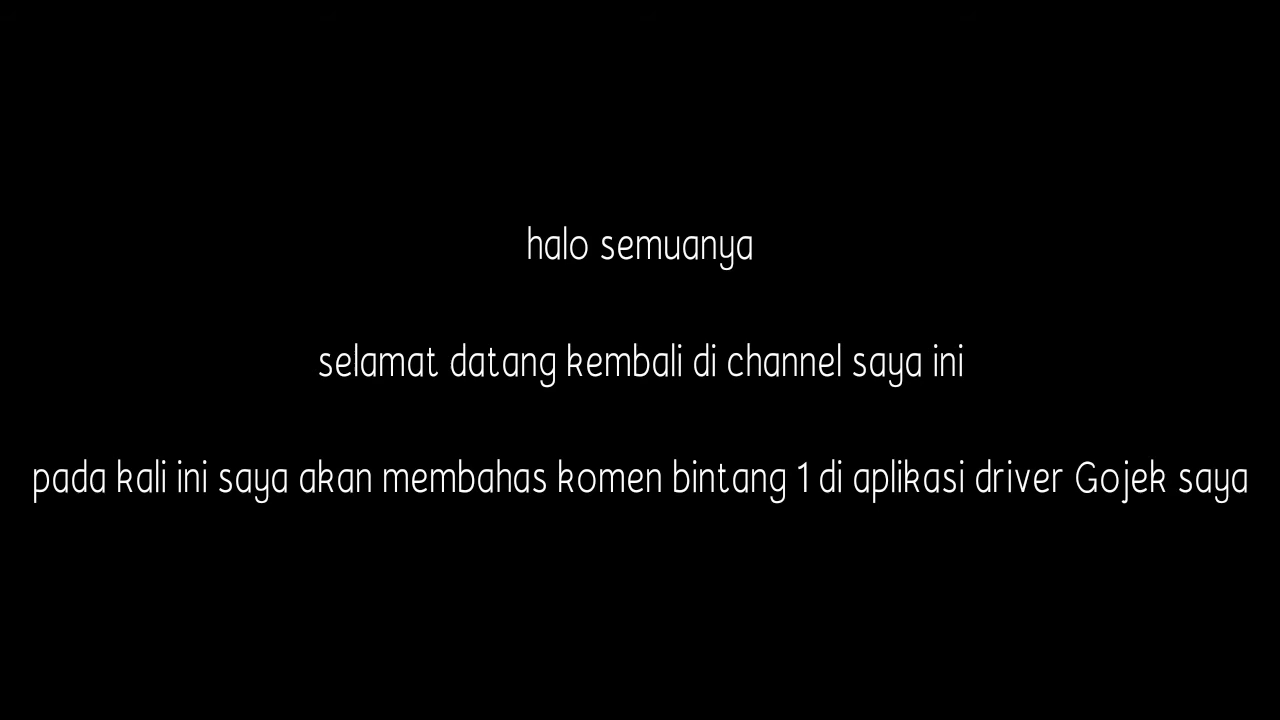 halo semuanya
selamat datang kembali di channel saya ini
pada kali ini saya akan membahas komen bintang 1 di aplikasi driver Gojek saya